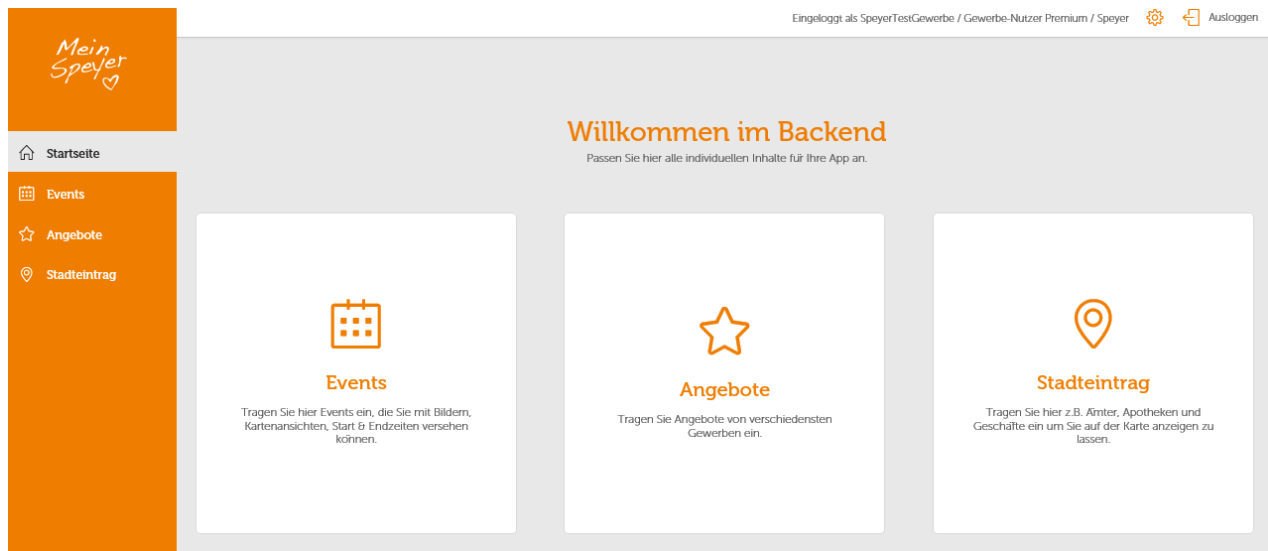 Eingeloggt als SpeyerTestGewerbe / Gewerbe-Nutzer Premium / Speyer
Ausloggen
Mein
Speyer
Startseite
Events
Angebote
Stadteintrag
Willkommen im Backend
Passen Sie hier alle individuellen Inhalte für Ihre App an.
Events
Tragen Sie hier Events ein, die Sie mit Bildern,
Kartenansichten, Start & Endzeiten versehen
können.
Angebote
Tragen Sie Angebote von verschiedensten
Gewerben ein.
Stadteintrag
Tragen Sie hier z.B. Ämter, Apotheken und
Geschäfte ein um Sie auf der Karte anzeigen zu
lassen.